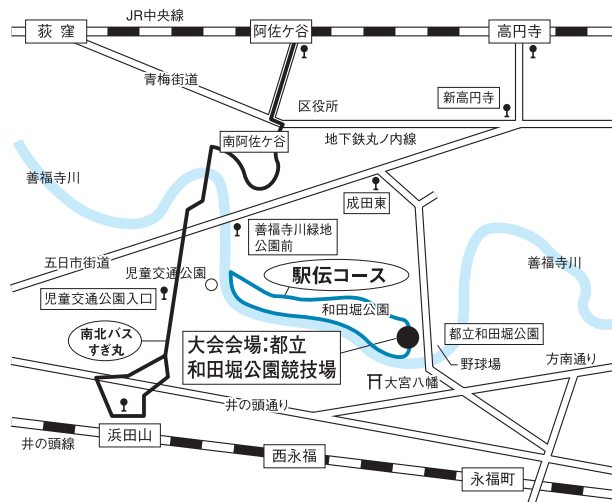 JR中央線
荻窪
阿佐ケ谷
高円寺
青梅街道
区役所
新高円寺
南阿佐ケ谷
地下鉄丸ノ内線
善福寺川
成田東
善福寺川緑地
公園前
五日市街道
児童交通公園
駅伝コース
善福寺川
児童交通公園入口
和田堀公園
南北バス
すぎ丸
大会会場:都立
和田堀公園競技場
都立和田堀公園
野球場
方南通り
大宮八幡
井の頭通り
井の頭線
浜田山
西永福
永福町